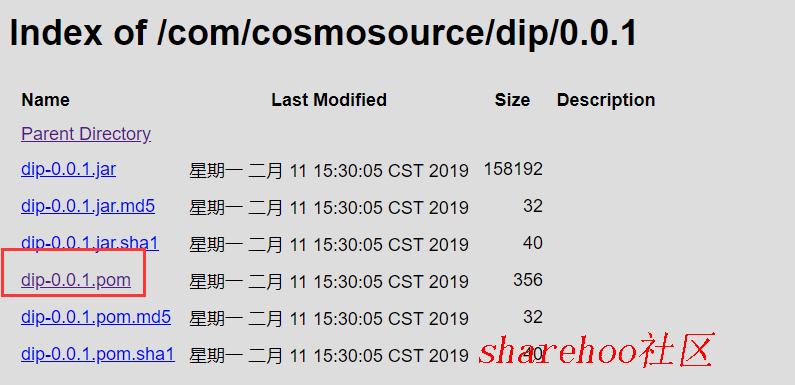 Index of /com/cosmosource/dip/0.0.1
Name Last Modified Size Description
Parent Directory
dip-0.0.1.jar 星期一 二月 11 15:30:05 CST 2019 158192
dip-0.0.1.jar.md5 星期一 二月 11 15:30:05 CST 2019 32
dip-0.0.1.jar.sha1 星期一 二月 11 15:30:05 CST 2019 40
dip-0.0.1.pom 星期一 二月 11 15:30:05 CST 2019 356
dip-0.0.1.pom.md5 星期一 二月 11 15:30:05 CST 2019 32
dip-0.0.1.pom.sha1 星期一 二月 11 15:30:05 CST 2019 40
sharehoo社区